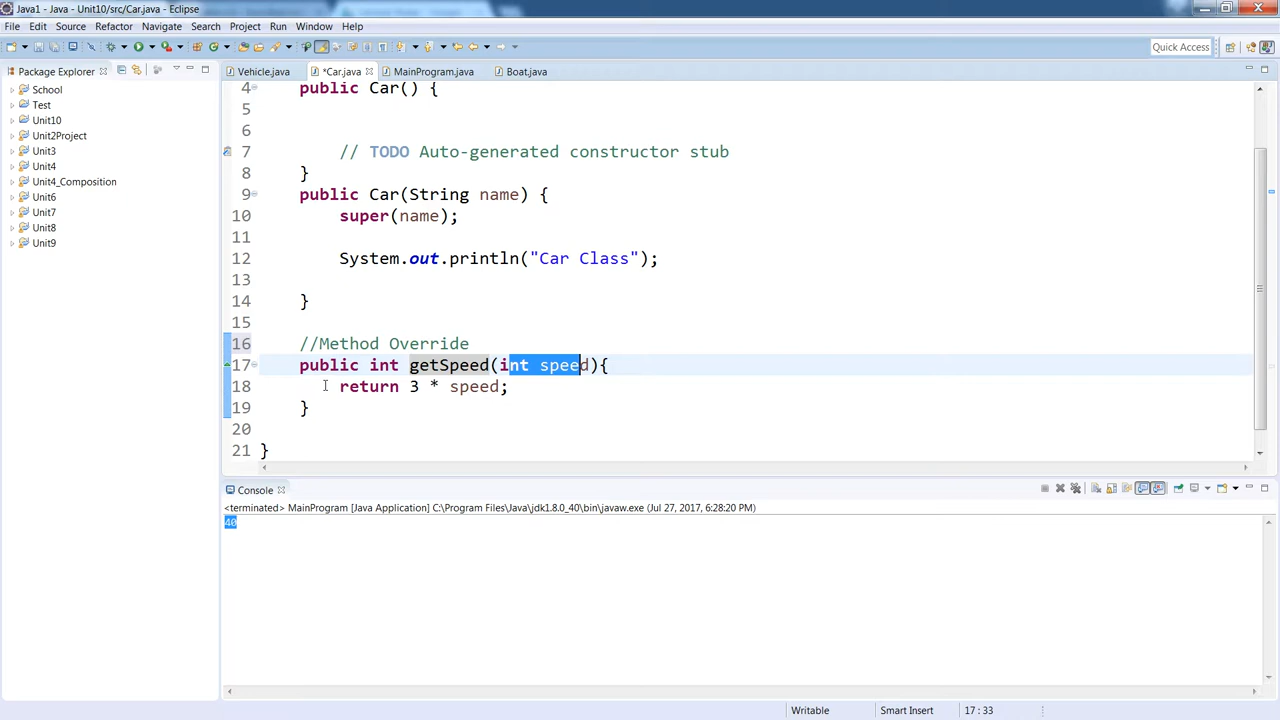 Java1 - Java - Unit10/src/Car.java - Eclipse
File Edit Source Refactor Navigate Search Project Run Window Help
Quick Access
Package Explorer
School
Test
Unit10
Unit2Project
Unit3
Unit4
Unit4_Composition
Unit6
Unit7
Unit8
Unit9
Vehicle.java *Car.java MainProgram.java Boat.java
4 public Car() {
5
6
7 // TODO Auto-generated constructor stub
8 }
9 public Car(String name) {
10 super(name);
11
12 System.out.println("Car Class");
13
14 }
15
16 //Method Override
17 public int getSpeed(int speed){
18 return 3 * speed;
19 }
20
21 }
Console
<terminated> MainProgram [Java Application] C:\Program Files\Java\jdk1.8.0_40\bin\javaw.exe (Jul 27, 2017, 6:28:20 PM)
40
Writable Smart Insert 17 : 33